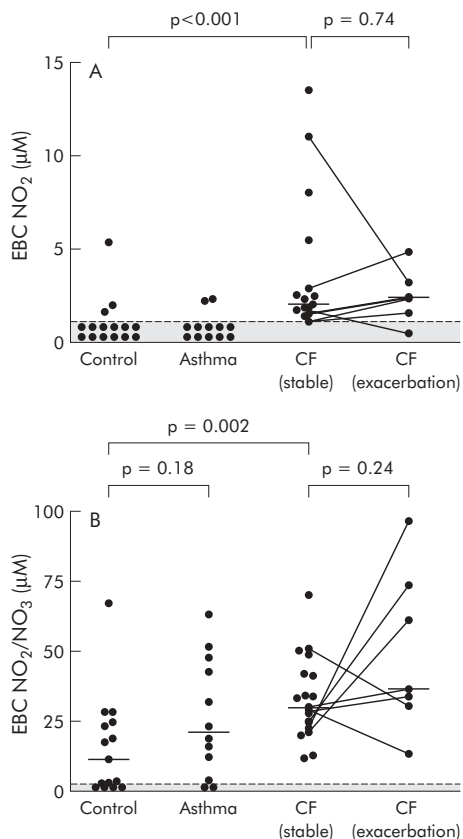 p<0.001
p = 0.74
A
15
10
5
0
EBC NO2 (μM)
Control
Asthma
CF
(stable)
CF
(exacerbation)
p = 0.002
p = 0.18
p = 0.24
B
100
75
50
25
0
EBC NO2/NO3 (μM)
Control
Asthma
CF
(stable)
CF
(exacerbation)